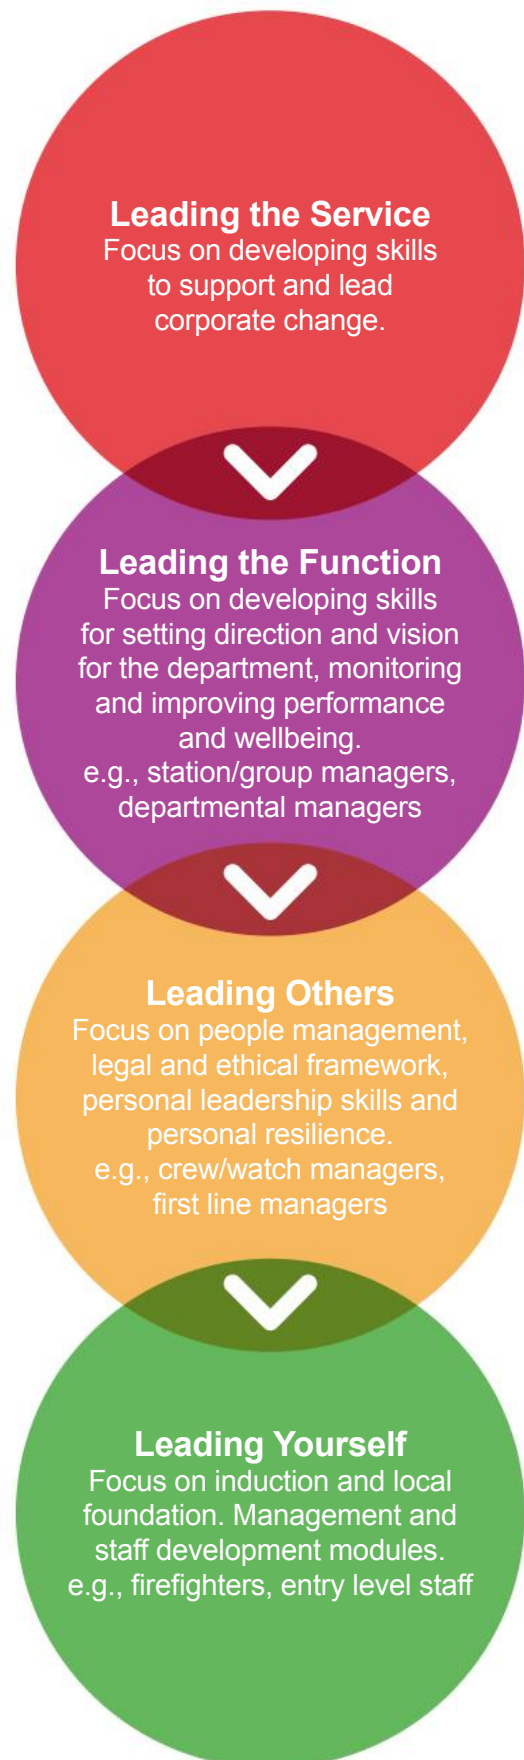 Leading the Service
Focus on developing skills
to support and lead
corporate change.
Leading the Function
Focus on developing skills
for setting direction and vision
for the department, monitoring
and improving performance
and wellbeing.
e.g., station/group managers,
departmental managers
Leading Others
Focus on people management,
legal and ethical framework,
personal leadership skills and
personal resilience.
e.g., crew/watch managers,
first line managers
Leading Yourself
Focus on induction and local
foundation. Management and
staff development modules.
e.g., firefighters, entry level staff